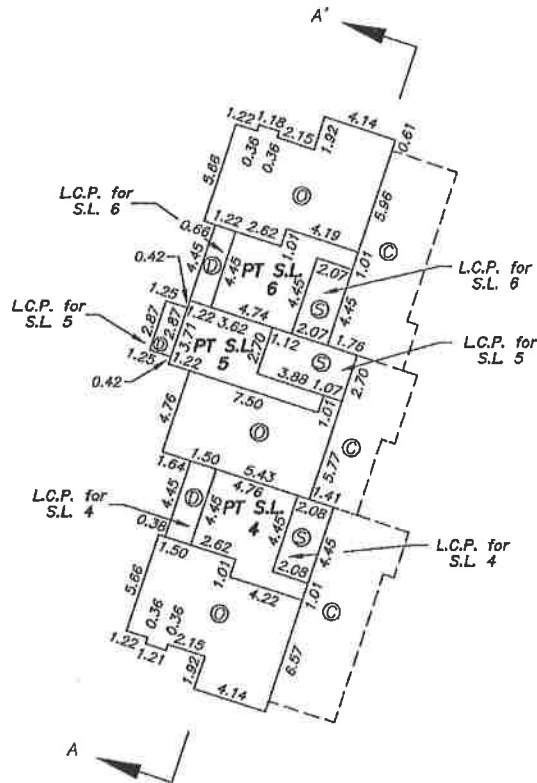 A'
4.14
1.22
1.18
0.36
0.36
2.15
1.92
0.61
5.66
O
5.96
L.C.P. for
S.L. 6
0.66
1.22
2.62
1.01
4.19
1.01
C
4.45
D
4.45
PT S.L.
6
4.45
2.07
S
2.07
4.45
L.C.P. for
S.L. 6
0.42
1.25
1.22
3.62
4.74
1.12
1.76
L.C.P. for
S.L. 5
2.87
2.87
D
1.25
3.71
PT S.L.
5
2.70
S
3.88
1.07
2.70
L.C.P. for
S.L. 5
0.42
1.22
7.50
1.01
4.76
O
5.77
C
1.64
1.50
5.43
1.41
L.C.P. for
S.L. 4
4.45
D
4.45
4.76
PT S.L.
4
4.45
2.08
S
2.08
4.45
L.C.P. for
S.L. 4
0.38
1.50
2.62
1.01
4.22
1.01
C
5.66
O
6.57
0.36
0.36
1.22
1.21
2.15
1.92
4.14
A